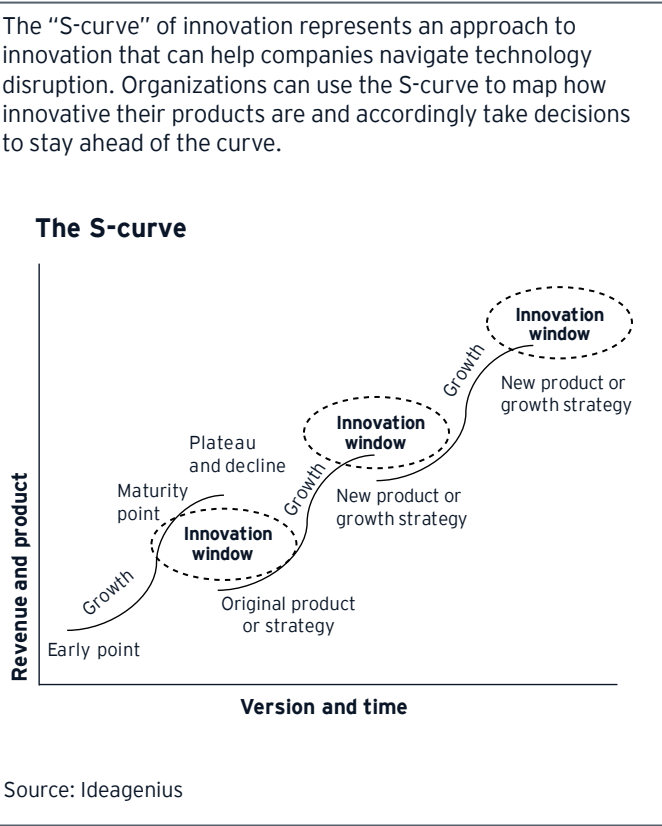 The “S-curve” of innovation represents an approach to
innovation that can help companies navigate technology
disruption. Organizations can use the S-curve to map how
innovative their products are and accordingly take decisions
to stay ahead of the curve.
The S-curve
Innovation
window
Growth
New product or
growth strategy
Innovation
window
Plateau
and decline
Growth
Maturity
point
New product or
growth strategy
Innovation
window
Growth
Original product
or strategy
Early point
Revenue and product
Version and time
Source: Ideagenius